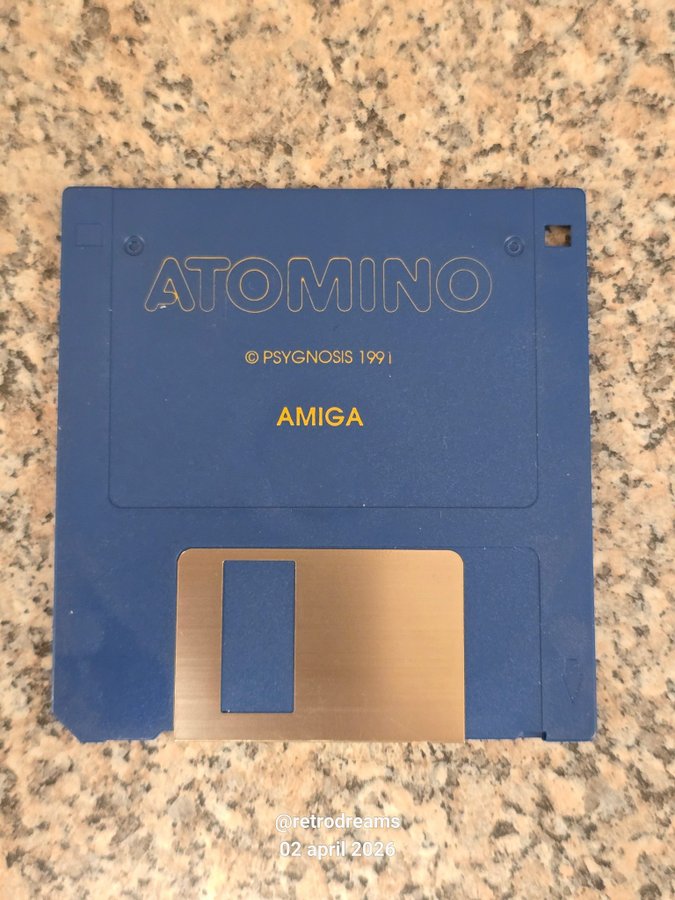 ATOMINO
© PSYGNOSIS 1991
AMIGA
@retrodreams
02 april 2026